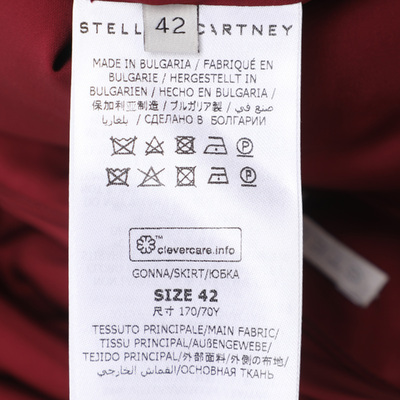 42
STELL CARTNEY
MADE IN BULGARIA / FABRIQUÉ EN
BULGARIE / HERGESTELLT IN
BULGARIEN / HECHO EN BULGARIA /
保加利亚制造 / ブルガリア製 / صنع في
بلغاريا / СДЕЛАНО В БОЛГАРИИ
P
P
™
clevercare.info
GONNA/SKIRT/ЮБКА
SIZE 42
尺寸 170/70Y
TESSUTO PRINCIPALE/MAIN FABRIC/
TISSU PRINCIPAL/AUßENGEWEBE/
TEJIDO PRINCIPAL/外部面料/外側の布地/
القماش الخارجي/ОСНОВНАЯ ТКАНЬ